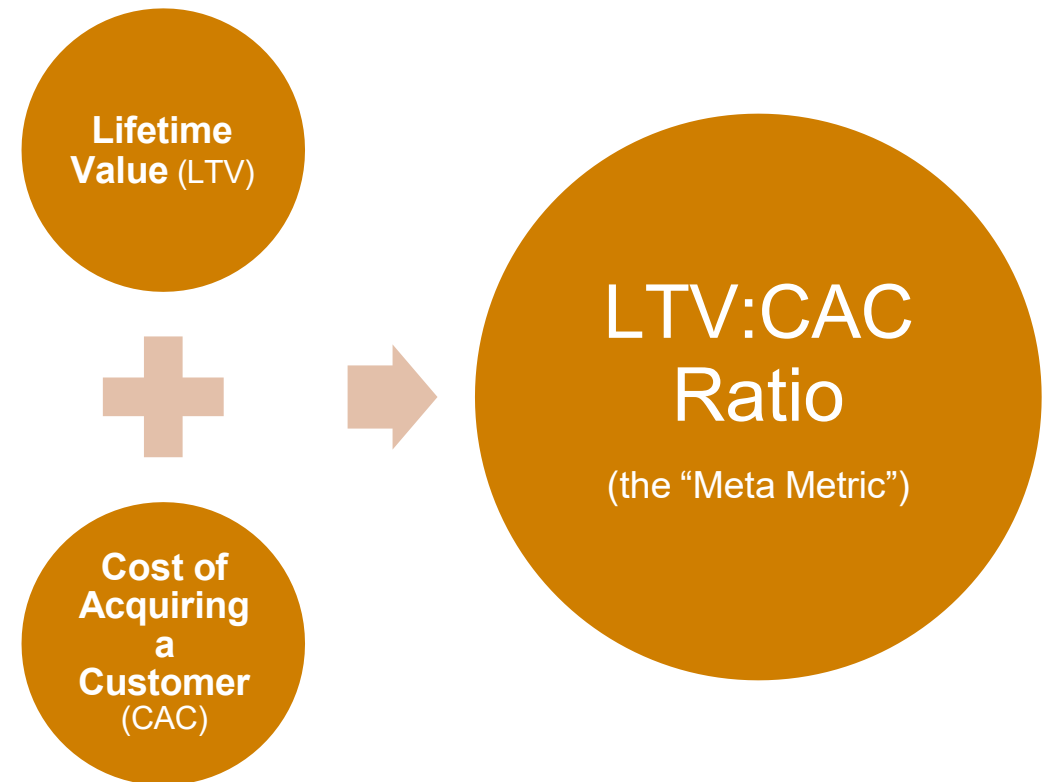 Lifetime
Value (LTV)
Cost of
Acquiring
a
Customer
(CAC)
LTV:CAC
Ratio
(the “Meta Metric”)